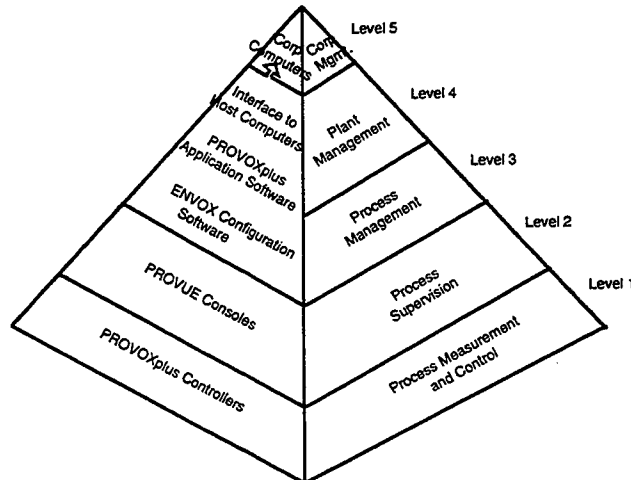 Level 5
Corp
Computers
Corp
Mgmt.
Level 4
Interface to
Host Computers
Plant
Management
Level 3
PROVOXplus
Application Software
Process
Management
Level 2
ENVOX Configuration
Software
PROVUE Consoles
Process
Supervision
Level 1
PROVOXplus Controllers
Process Measurement
and Control